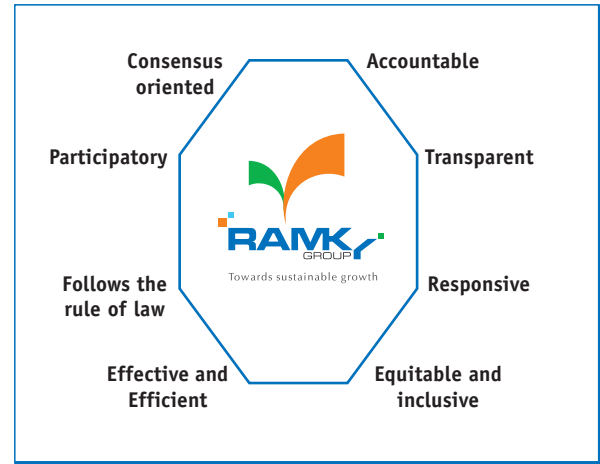 Consensus
oriented
Accountable
Participatory
Transparent
RAMKY
GROUP
Towards sustainable growth
Follows the
rule of law
Responsive
Effective and
Efficient
Equitable and
inclusive